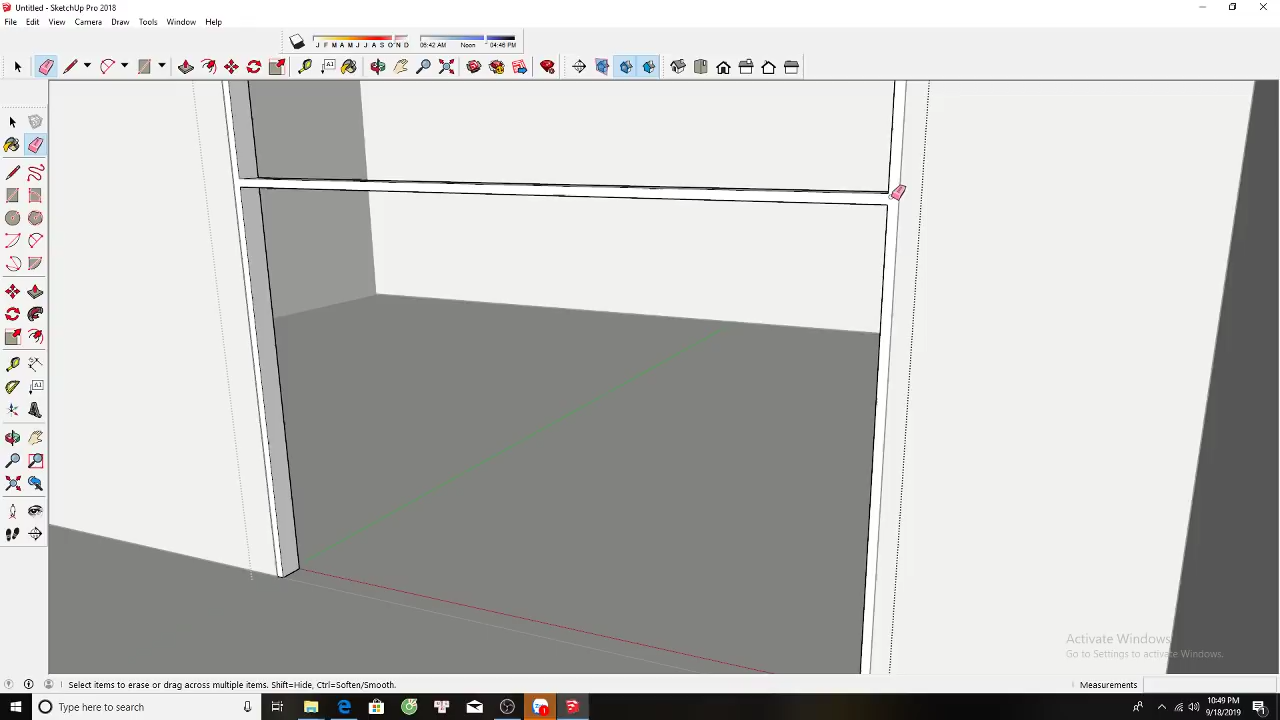 Untitled - SketchUp Pro 2018
File Edit View Camera Draw Tools Window Help
J F M A M J J A S O N D
06:42 AM Noon 04:46 PM
Activate Windows
Go to Settings to activate Windows.
Select items to erase or drag across multiple items. Shift=Hide, Ctrl=Soften/Smooth.
Measurements
Type here to search
10:49 PM
9/18/2019